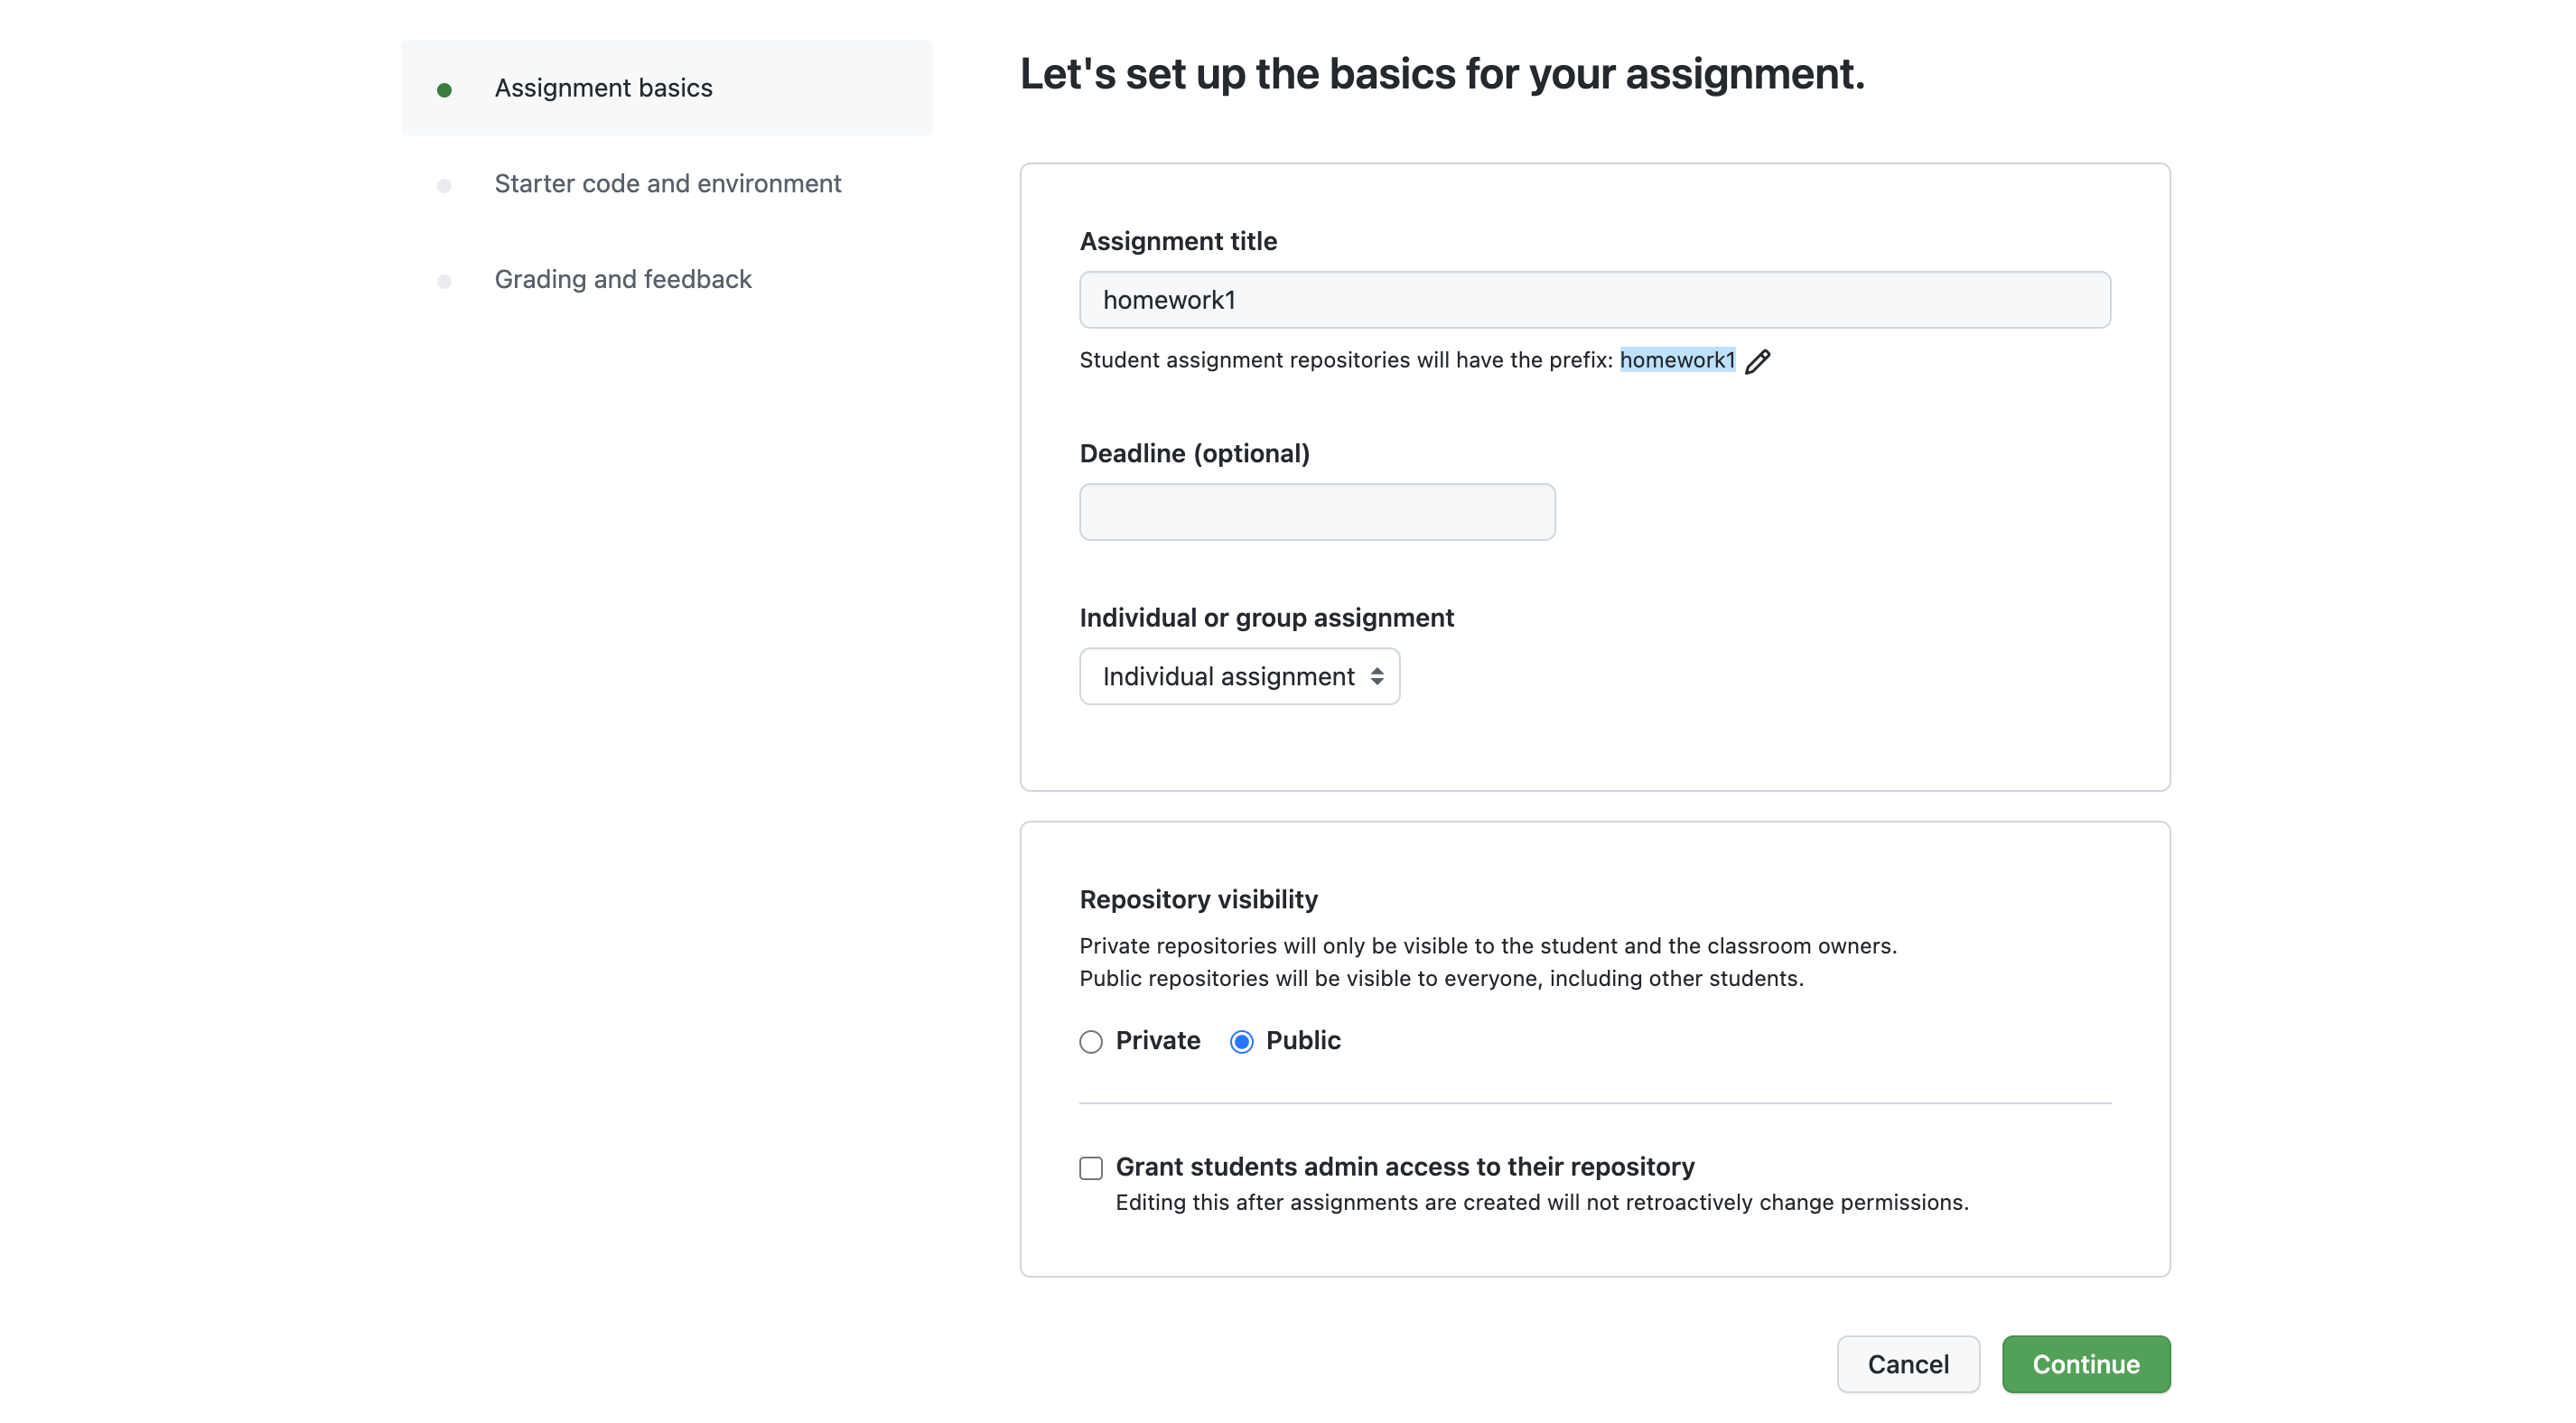 Assignment basics
Starter code and environment
Grading and feedback
Let's set up the basics for your assignment.
Assignment title
homework1
Student assignment repositories will have the prefix: homework1
Deadline (optional)
Individual or group assignment
Individual assignment
Repository visibility
Private repositories will only be visible to the student and the classroom owners.
Public repositories will be visible to everyone, including other students.
Private Public
Grant students admin access to their repository
Editing this after assignments are created will not retroactively change permissions.
Cancel Continue